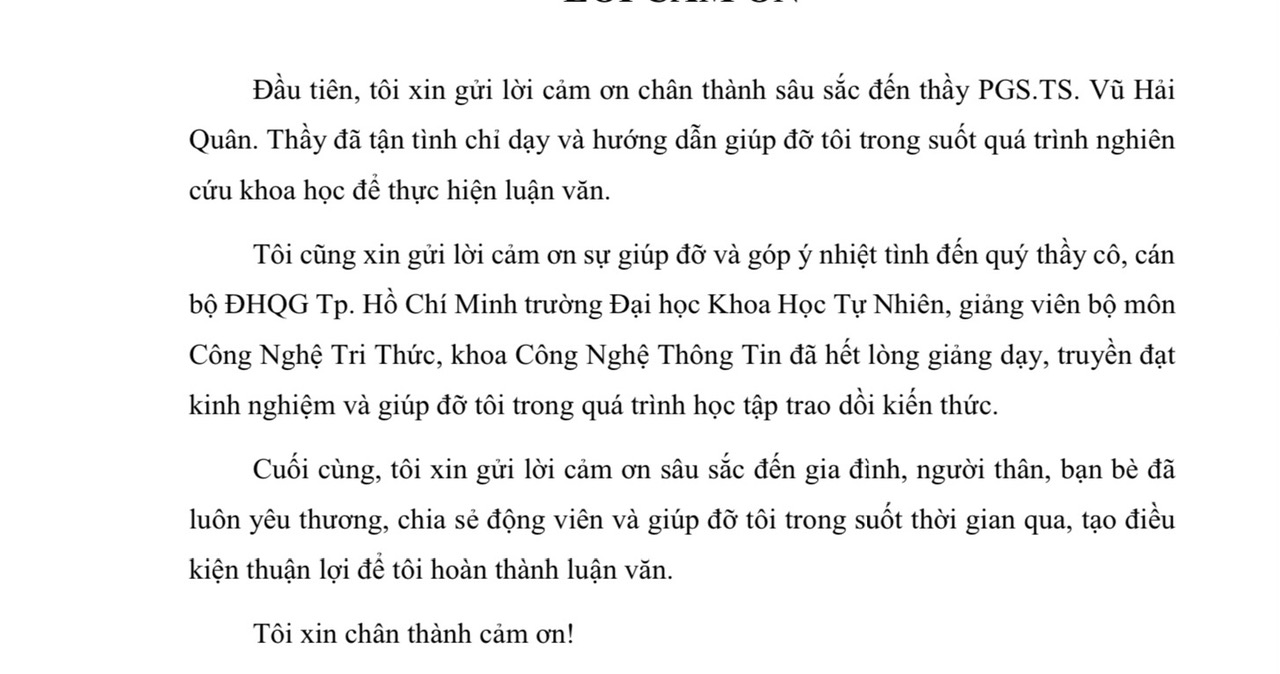 LỜI CẢM ƠN
Đầu tiên, tôi xin gửi lời cảm ơn chân thành sâu sắc đến thầy PGS.TS. Vũ Hải
Quân. Thầy đã tận tình chỉ dạy và hướng dẫn giúp đỡ tôi trong suốt quá trình nghiên
cứu khoa học để thực hiện luận văn.
Tôi cũng xin gửi lời cảm ơn sự giúp đỡ và góp ý nhiệt tình đến quý thầy cô, cán
bộ ĐHQG Tp. Hồ Chí Minh trường Đại học Khoa Học Tự Nhiên, giảng viên bộ môn
Công Nghệ Tri Thức, khoa Công Nghệ Thông Tin đã hết lòng giảng dạy, truyền đạt
kinh nghiệm và giúp đỡ tôi trong quá trình học tập trao dồi kiến thức.
Cuối cùng, tôi xin gửi lời cảm ơn sâu sắc đến gia đình, người thân, bạn bè đã
luôn yêu thương, chia sẻ động viên và giúp đỡ tôi trong suốt thời gian qua, tạo điều
kiện thuận lợi để tôi hoàn thành luận văn.
Tôi xin chân thành cảm ơn!